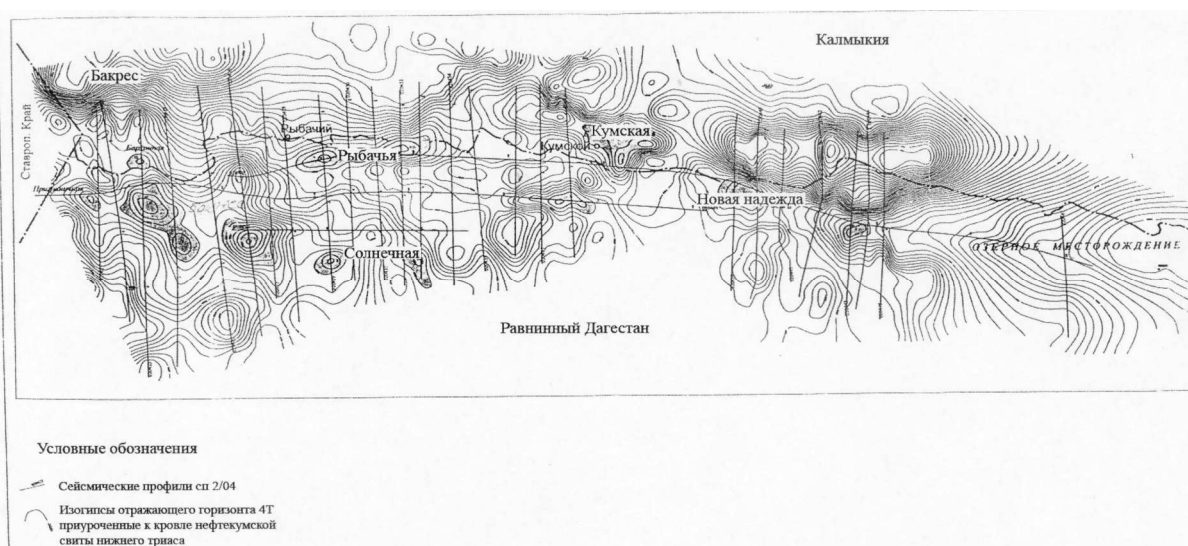 Калмыкия
Бакрес
Ставроп. Край
Рыбачий
Кумская
Кумской
Рыбачья
Новая надежда
Солнечная
ОЗЕРНОЕ МЕСТОРОЖДЕНИЕ
Равнинный Дагестан
Условные обозначения
Сейсмические профили сп 2/04
Изогипсы отражающего горизонта 4Т
приуроченные к кровле нефтекумской
свиты нижнего триаса